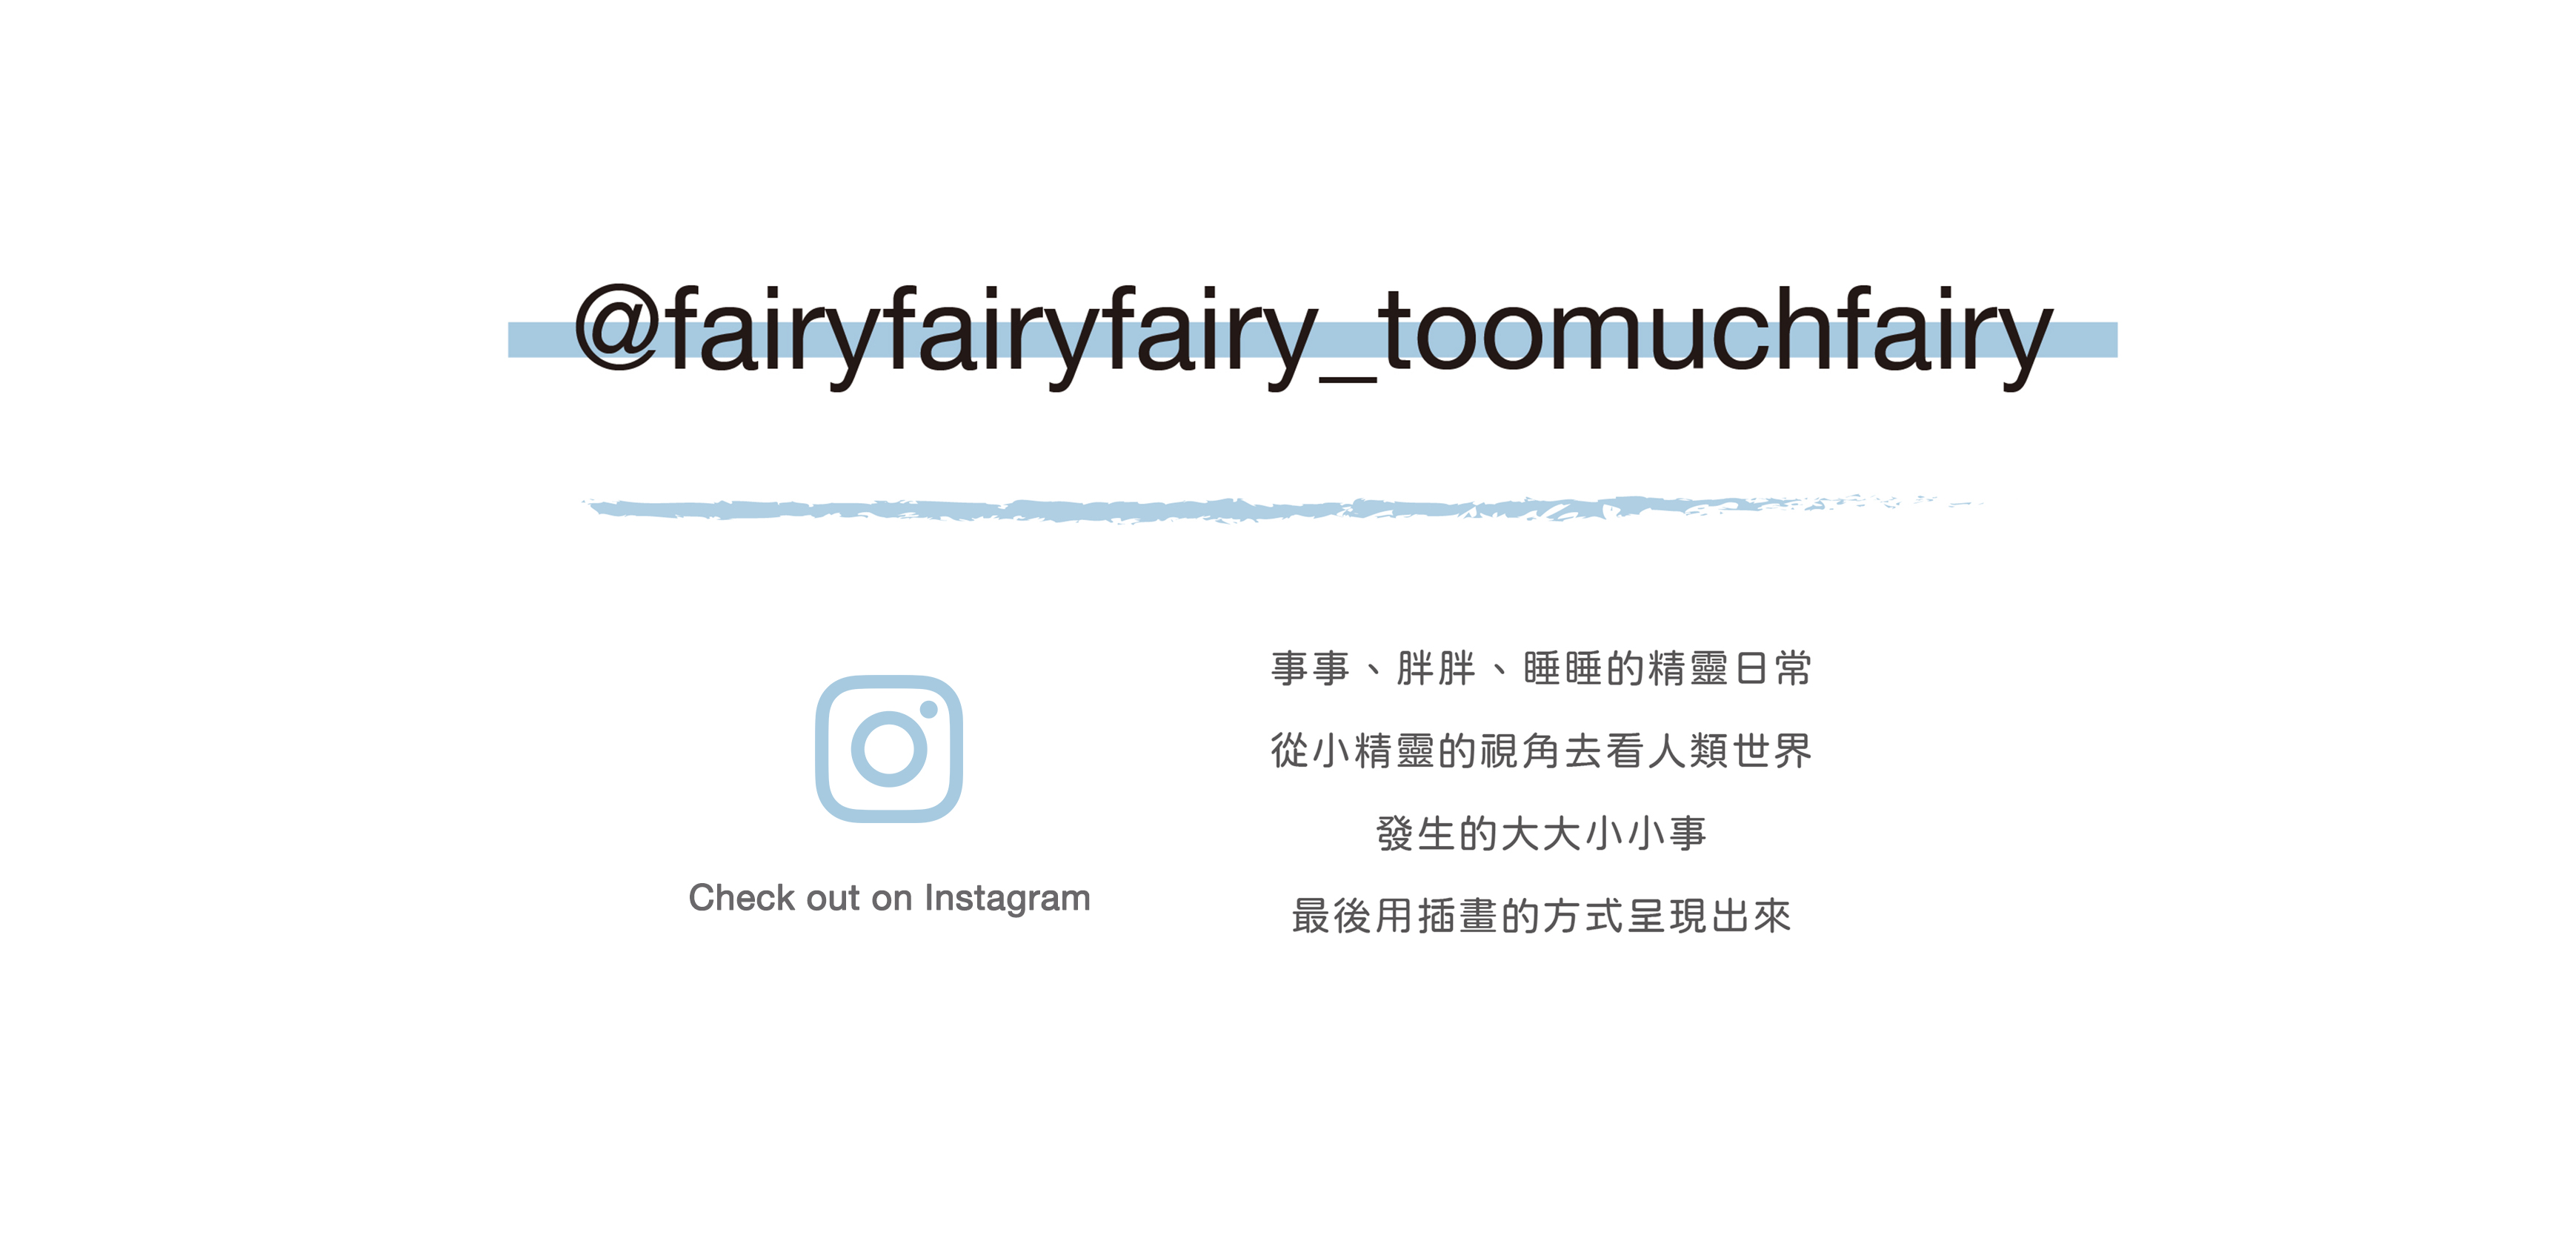 @fairyfairyfairy_toomuchfairy
Check out on Instagram
事事、胖胖、睡睡的精靈日常
從小精靈的視角去看人類世界
發生的大大小小事
最後用插畫的方式呈現出來